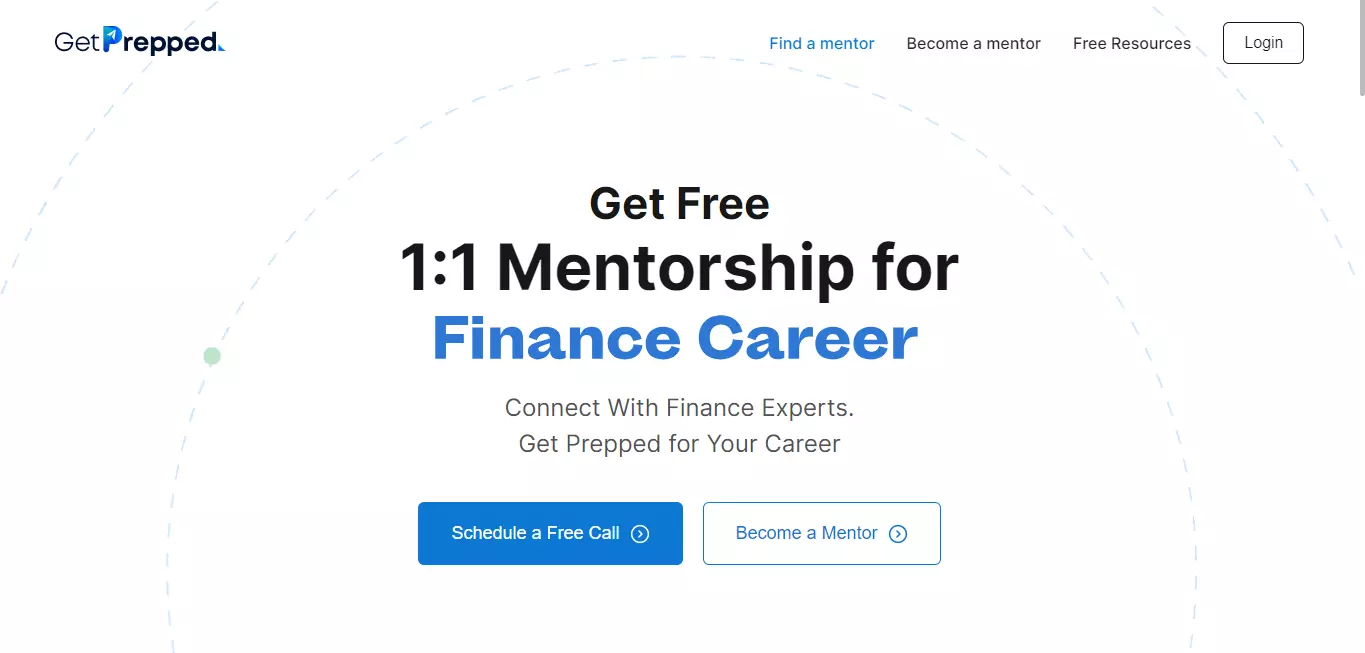 GetPrepped.
Find a mentor
Become a mentor
Free Resources
Login
Get Free
1:1 Mentorship for
Finance Career
Connect With Finance Experts.
Get Prepped for Your Career
Schedule a Free Call
Become a Mentor